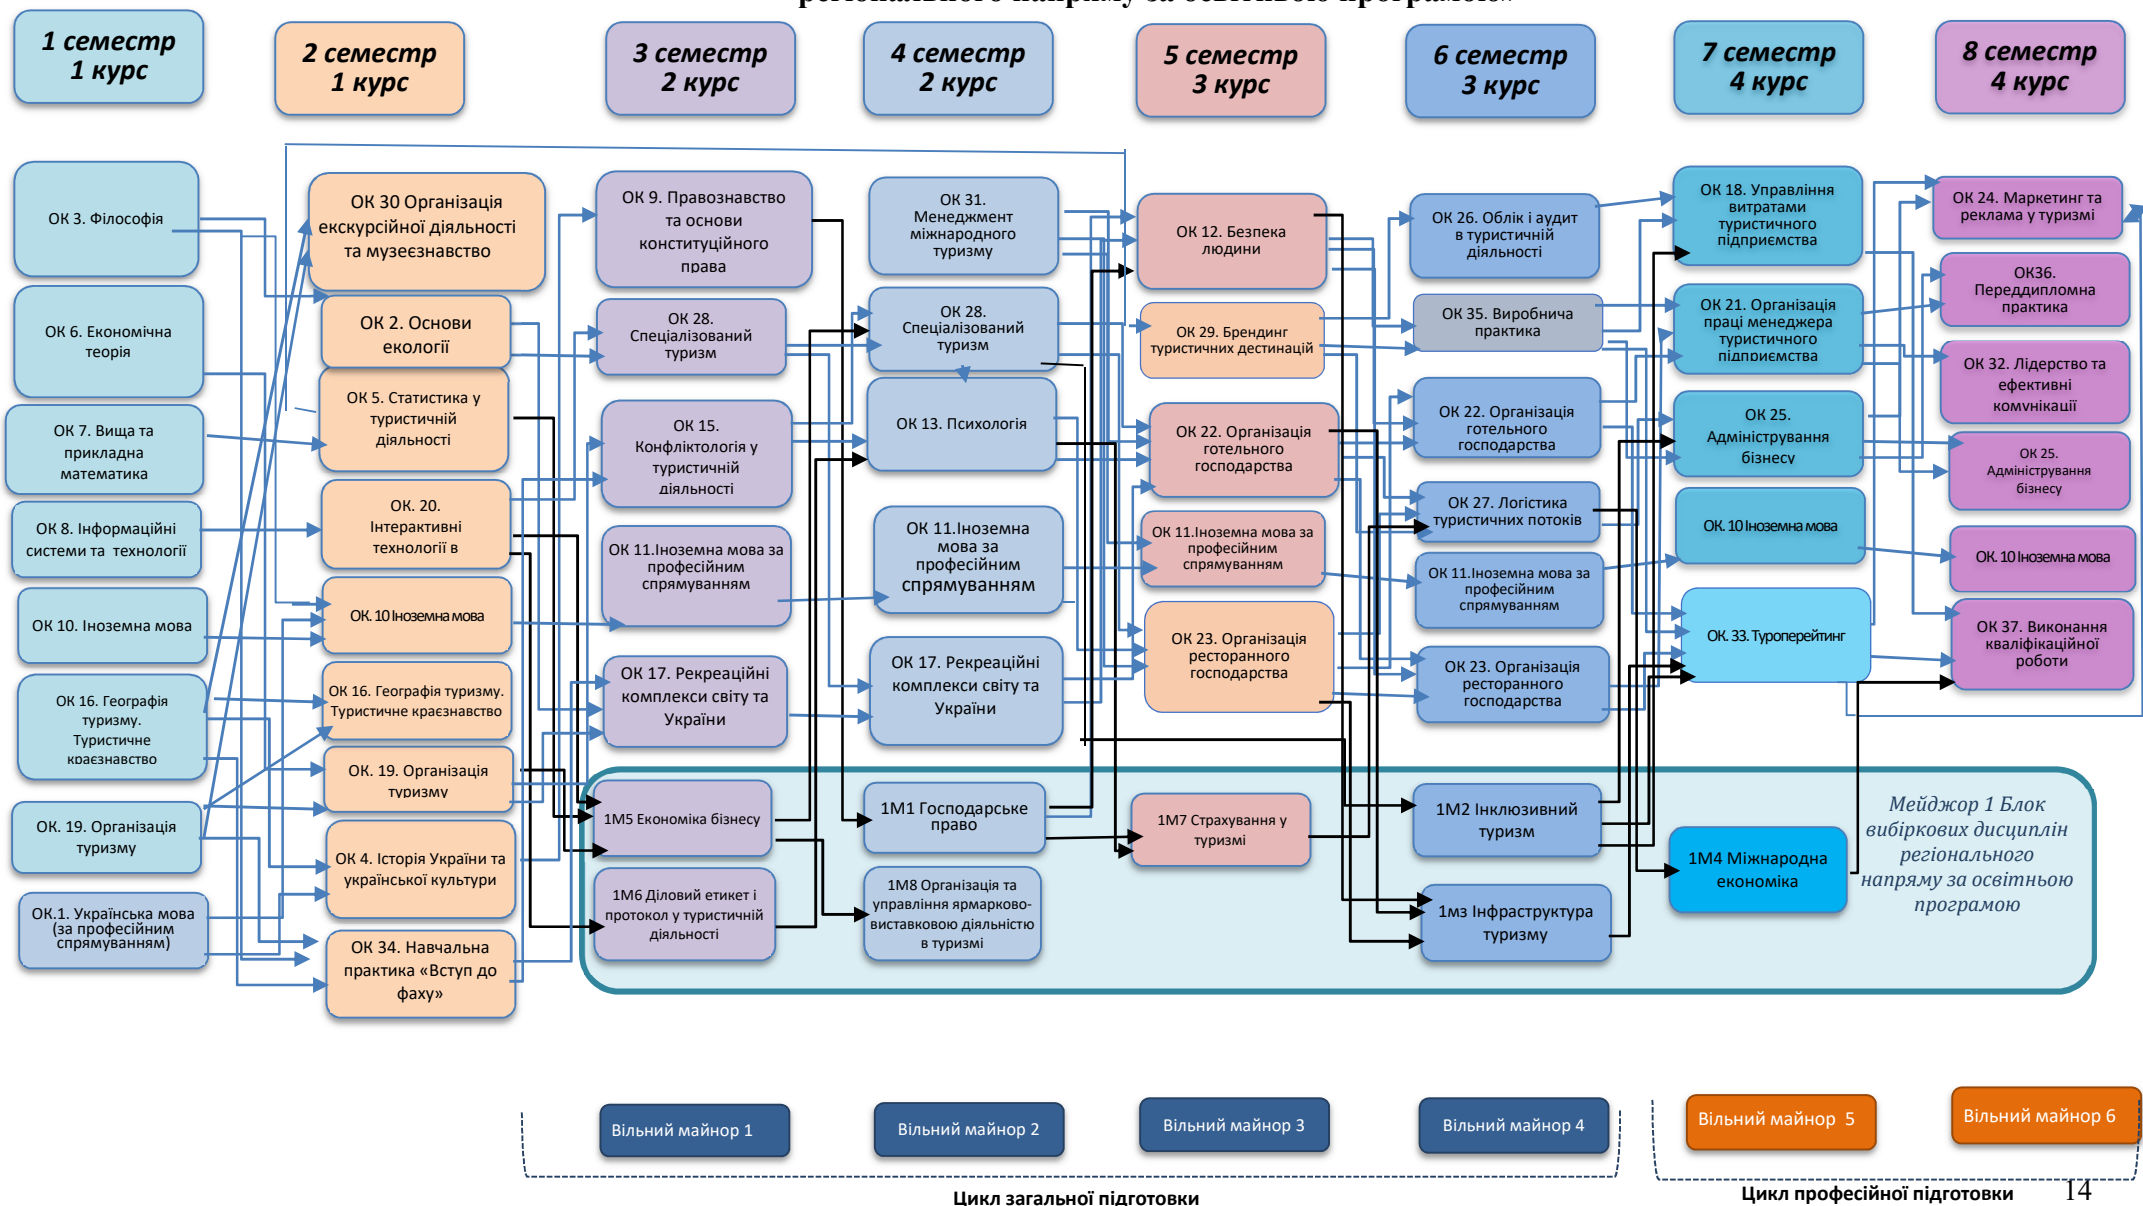 регіонального напряму за освітньою програмою»
1 семестр
1 курс
2 семестр
1 курс
3 семестр
2 курс
4 семестр
2 курс
5 семестр
3 курс
6 семестр
3 курс
7 семестр
4 курс
8 семестр
4 курс
ОК 3. Філософія
ОК 6. Економічна
теорія
ОК 7. Вища та
прикладна
математика
ОК 8. Інформаційні
системи та технології
ОК 10. Іноземна мова
ОК 16. Географія
туризму.
Туристичне
краєзнавство
ОК. 19. Організація
туризму
ОК.1. Українська мова
(за професійним
спрямуванням)
ОК 30 Організація
екскурсійної діяльності
та музеєзнавство
ОК 2. Основи
екології
ОК 5. Статистика у
туристичній
діяльності
ОК. 20.
Інтерактивні
технології в
ОК. 10 Іноземна мова
ОК 16. Географія туризму.
Туристичне краєзнавство
ОК. 19. Організація
туризму
ОК 4. Історія України та
української культури
ОК 34. Навчальна
практика «Вступ до
фаху»
ОК 9. Правознавство
та основи
конституційного
права
ОК 28.
Спеціалізований
туризм
ОК 15.
Конфліктологія у
туристичній
діяльності
ОК 11.Іноземна мова за
професійним
спрямуванням
ОК 17. Рекреаційні
комплекси світу та
України
1М5 Економіка бізнесу
1М6 Діловий етикет і
протокол у туристичній
діяльності
ОК 31.
Менеджмент
міжнародного
туризму
ОК 28.
Спеціалізований
туризм
ОК 13. Психологія
ОК 11.Іноземна
мова за
професійним
спрямуванням
ОК 17. Рекреаційні
комплекси світу та
України
1М1 Господарське
право
1М8 Організація та
управління ярмарково-
виставковою діяльністю
в туризмі
ОК 12. Безпека
людини
ОК 29. Брендинг
туристичних дестинацій
ОК 22. Організація
готельного
господарства
ОК 11.Іноземна мова за
професійним
спрямуванням
ОК 23. Організація
ресторанного
господарства
1М7 Страхування у
туризмі
ОК 26. Облік і аудит
в туристичній
діяльності
ОК 35. Виробнича
практика
ОК 22. Організація
готельного
господарства
ОК 27. Логістика
туристичних потоків
ОК 11.Іноземна мова за
професійним
спрямуванням
ОК 23. Організація
ресторанного
господарства
1М2 Інклюзивний
туризм
1мз Інфраструктура
туризму
ОК 18. Управління
витратами
туристичного
підприємства
ОК 21. Організація
праці менеджера
туристичного
підприємства
ОК 25.
Адміністрування
бізнесу
ОК. 10 Іноземна мова
ОК. 33. Туроперейтинг
1М4 Міжнародна
економіка
ОК 24. Маркетинг та
реклама у туризмі
ОК36.
Переддипломна
практика
ОК 32. Лідерство та
ефективні
комунікації
ОК 25.
Адміністрування
бізнесу
ОК. 10 Іноземна мова
ОК 37. Виконання
кваліфікаційної
роботи
Мейджор 1 Блок
вибіркових дисциплін
регіонального
напряму за освітньою
програмою
Вільний майнор 1
Вільний майнор 2
Вільний майнор 3
Вільний майнор 4
Вільний майнор 5
Вільний майнор 6
Цикл загальної підготовки
Цикл професійної підготовки
14